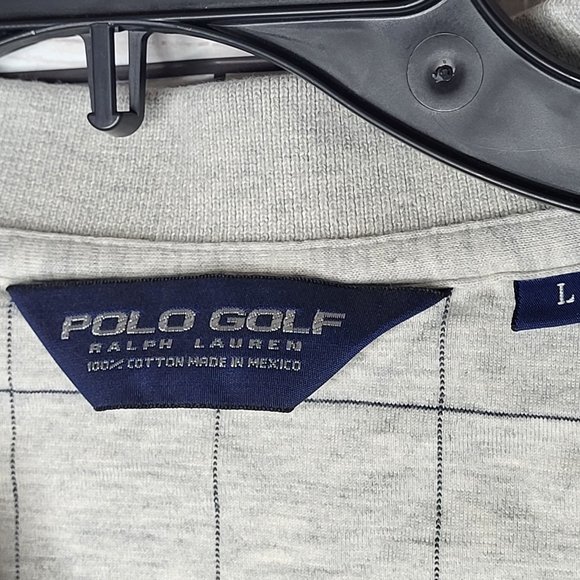 POLO GOLF
RALPH LAUREN
100% COTTON MADE IN MEXICO
L